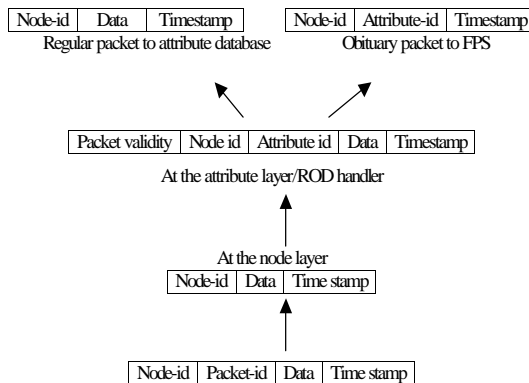 Node-id Data Timestamp
Regular packet to attribute database
Node-id Attribute-id Timestamp
Obituary packet to FPS
Packet validity Node id Attribute id Data Timestamp
At the attribute layer/ROD handler
At the node layer
Node-id Data Time stamp
Node-id Packet-id Data Time stamp